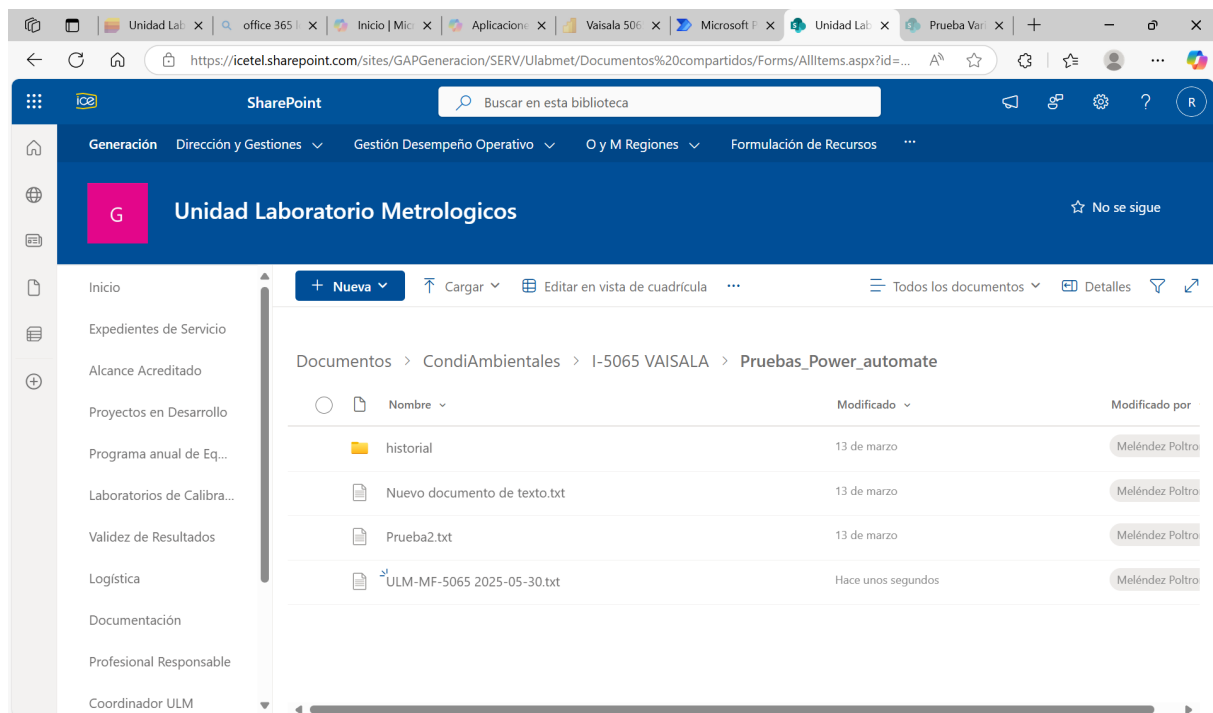 Unidad Lab
office 365 l
Inicio | Micr
Aplicacione
Vaisala 506
Microsoft P
Unidad Lab
Prueba Vari
https://icetel.sharepoint.com/sites/GAPGeneracion/SERV/Ulabmet/Documentos%20compartidos/Forms/AllItems.aspx?id=...
ice SharePoint Buscar en esta biblioteca ? R
Generación Dirección y Gestiones Gestión Desempeño Operativo O y M Regiones Formulación de Recursos ...
G Unidad Laboratorio Metrologicos No se sigue
Inicio
Expedientes de Servicio
Alcance Acreditado
Proyectos en Desarrollo
Programa anual de Eq...
Laboratorios de Calibra...
Validez de Resultados
Logística
Documentación
Profesional Responsable
Coordinador ULM
+ Nueva Cargar Editar en vista de cuadrícula ... Todos los documentos Detalles
Documentos > CondiAmbientales > I-5065 VAISALA > Pruebas_Power_automate
Nombre Modificado Modificado por
historial 13 de marzo Meléndez Poltro
Nuevo documento de texto.txt 13 de marzo Meléndez Poltro
Prueba2.txt 13 de marzo Meléndez Poltro
ULM-MF-5065 2025-05-30.txt Hace unos segundos Meléndez Poltro